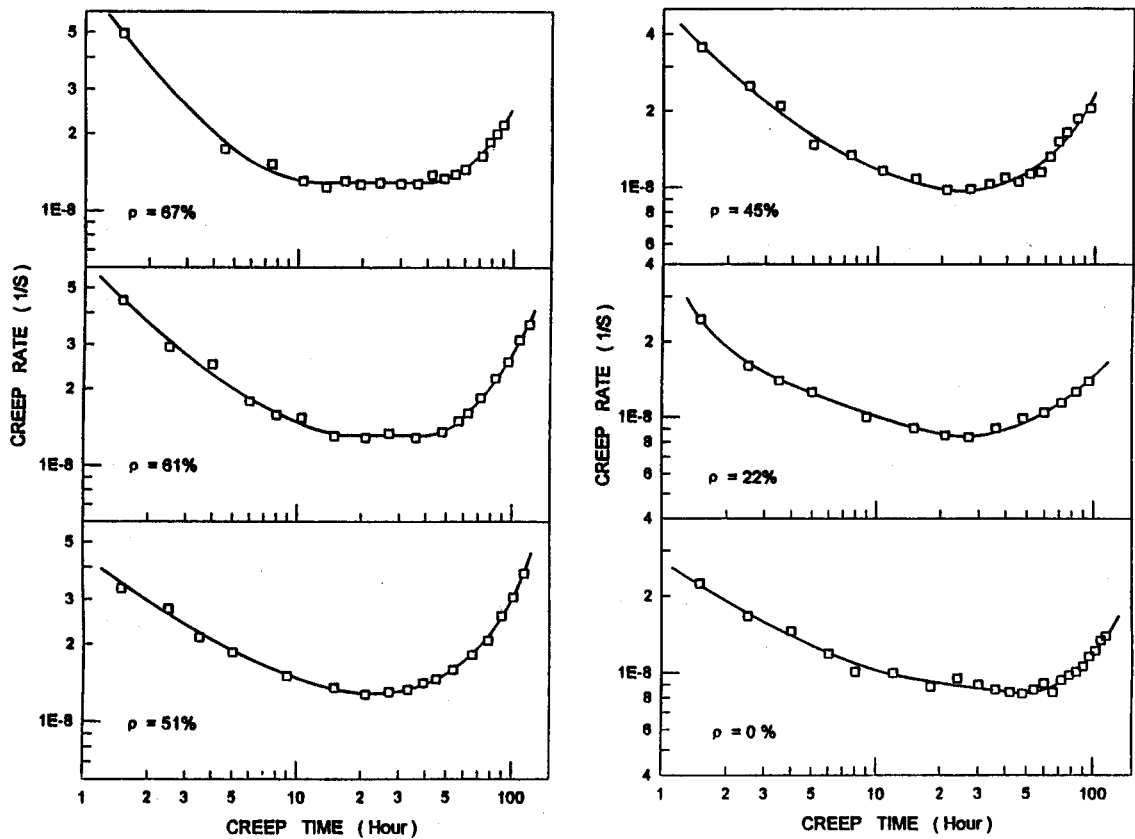 5
3
2
1E-8
ρ = 67%
5
3
2
1E-8
ρ = 61%
5
3
2
1E-8
ρ = 51%
CREEP RATE ( 1/S )
1 2 3 5 10 2 3 5 100
CREEP TIME ( Hour )
4
2
1E-8
8
6
4
ρ = 45%
2
1E-8
8
6
4
ρ = 22%
2
1E-8
8
6
4
ρ = 0 %
CREEP RATE ( 1/S )
1 2 3 5 10 2 3 5 100
CREEP TIME ( Hour )